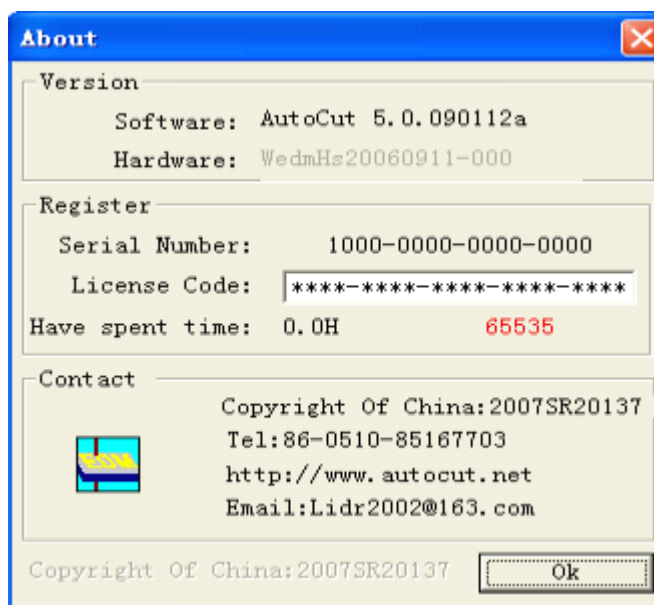 About
Version
Software: AutoCut 5.0.090112a
Hardware: WedmHs20060911-000
Register
Serial Number: 1000-0000-0000-0000
License Code: ****-****-****-****-****
Have spent time: 0.0H 65535
Contact
Copyright Of China:2007SR20137
Tel:86-0510-85167703
http://www.autocut.net
Email:Lidr2002@163.com
EDM
Copyright Of China:2007SR20137
Ok